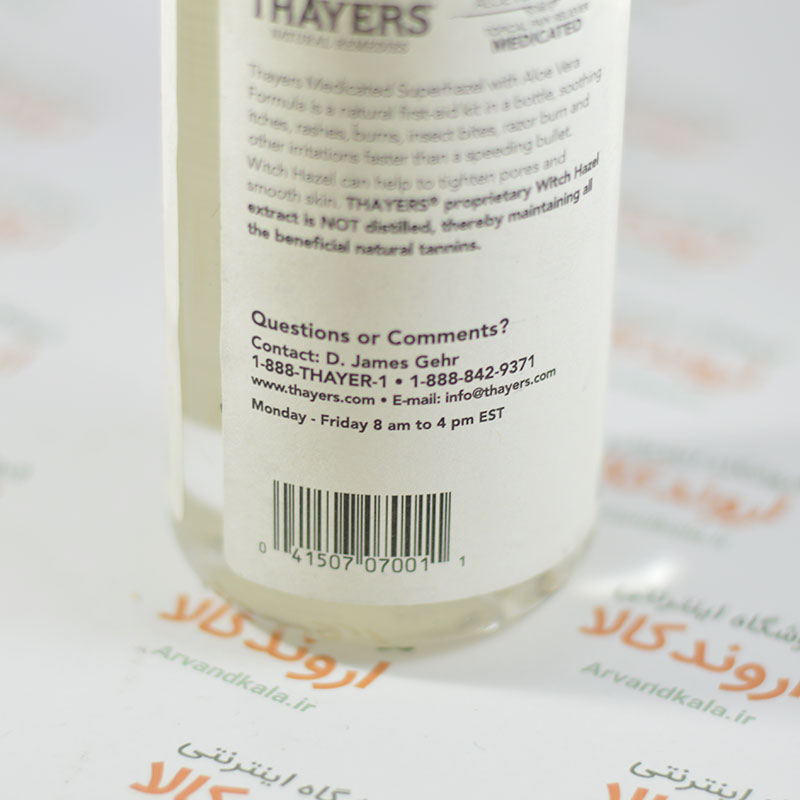 THAYERS®
NATURAL REMEDIES
MEDICATED
Thayers Medicated Superhazel with Aloe Vera
Formula is a natural first-aid kit in a bottle, soothing
itches, rashes, burns, insect bites, razor burn and
other irritations faster than a speeding bullet.
Witch Hazel can help to tighten pores and
smooth skin. THAYERS® proprietary Witch Hazel
extract is NOT distilled, thereby maintaining all
the beneficial natural tannins.
Questions or Comments?
Contact: D. James Gehr
1-888-THAYER-1 • 1-888-842-9371
www.thayers.com • E-mail: info@thayers.com
Monday - Friday 8 am to 4 pm EST
0 41507 07001 1
اروندکالا
Arvandkala.ir
فروشگاه اینترنتی
اروندکالا
Arvandkala.ir
اینترنتی